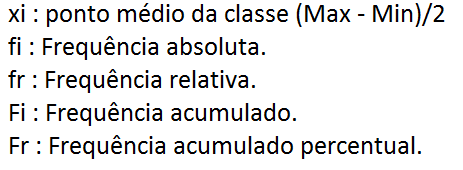 xi : ponto médio da classe (Max - Min)/2
fi : Frequência absoluta.
fr : Frequência relativa.
Fi : Frequência acumulado.
Fr : Frequência acumulado percentual.